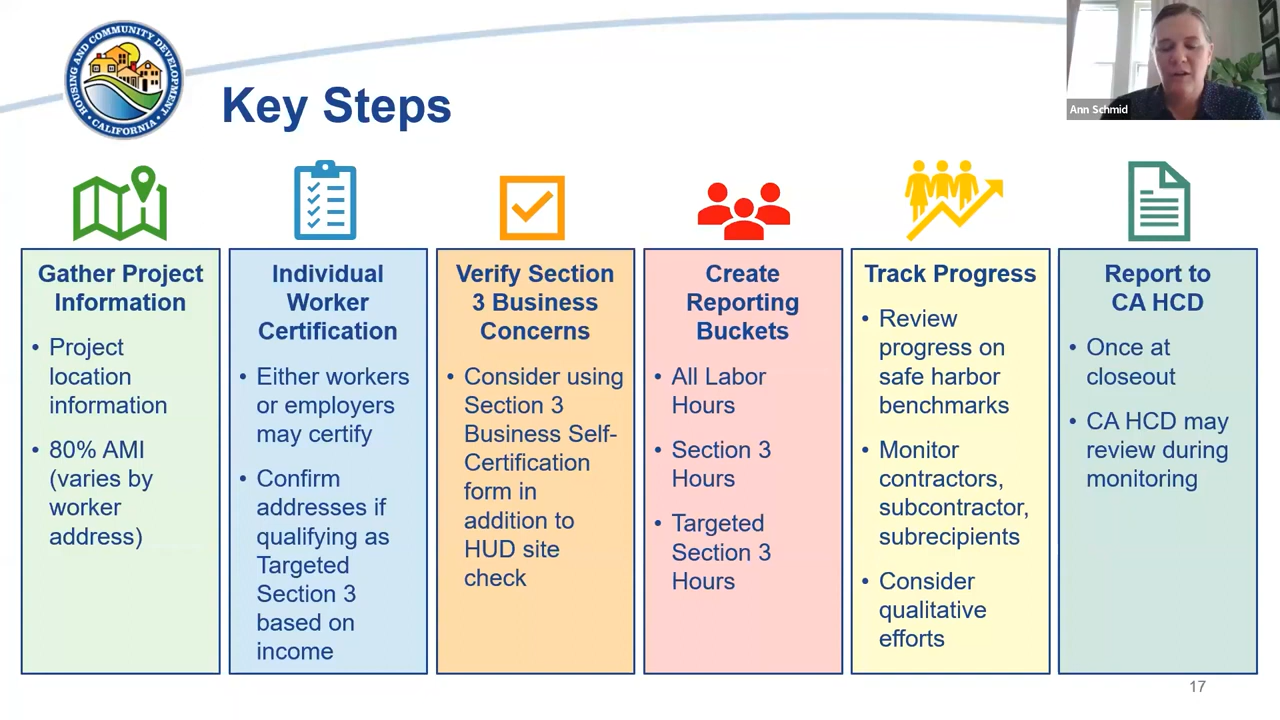 HOUSING AND COMMUNITY DEVELOPMENT
CALIFORNIA
Key Steps
Ann Schmid
Gather Project
Information
• Project
location
information
• 80% AMI
(varies by
worker
address)
Individual
Worker
Certification
• Either workers
or employers
may certify
• Confirm
addresses if
qualifying as
Targeted
Section 3
based on
income
Verify Section
3 Business
Concerns
• Consider using
Section 3
Business Self-
Certification
form in
addition to
HUD site
check
Create
Reporting
Buckets
• All Labor
Hours
• Section 3
Hours
• Targeted
Section 3
Hours
Track Progress
• Review
progress on
safe harbor
benchmarks
• Monitor
contractors,
subcontractor,
subrecipients
• Consider
qualitative
efforts
Report to
CA HCD
• Once at
closeout
• CA HCD may
review during
monitoring
17